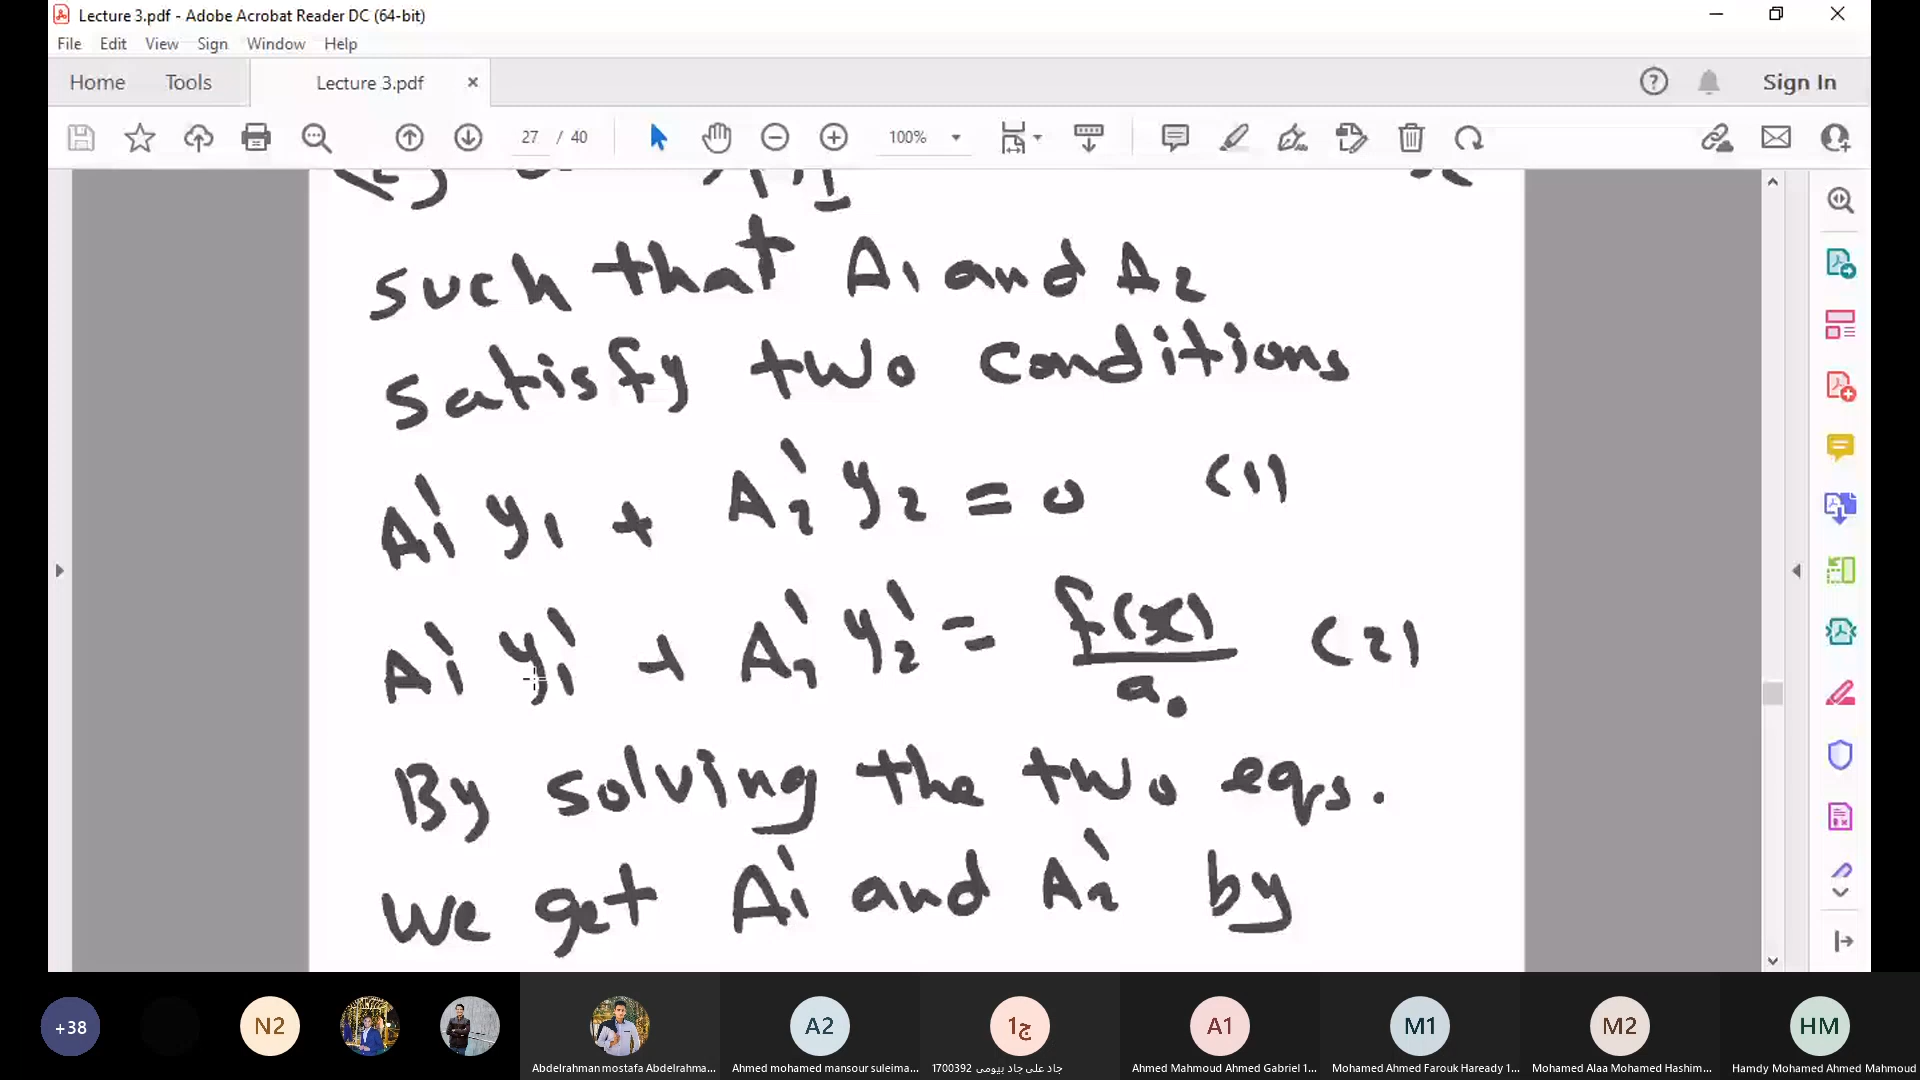 Lecture 3.pdf - Adobe Acrobat Reader DC (64-bit)
File Edit View Sign Window Help
Home Tools Lecture 3.pdf × Sign In
27 / 40 100%
such that A₁ and A₂
satisfy two conditions
A₁' y₁ + A₂' y₂ = 0 (1)
A₁' y₁' + A₂' y₂' = f(x)/a₀ (2)
By solving the two eqs.
we get A₁' and A₂' by
+38 N2 A2 ج1 A1 M1 M2 HM
Abdelrahman mostafa Abdelrahma... Ahmed mohamed mansour suleima... جاد على جاد بيومى 1700392 Ahmed Mahmoud Ahmed Gabriel 1... Mohamed Ahmed Farouk Haready 1... Mohamed Alaa Mohamed Hashim... Hamdy Mohamed Ahmed Mahmoud